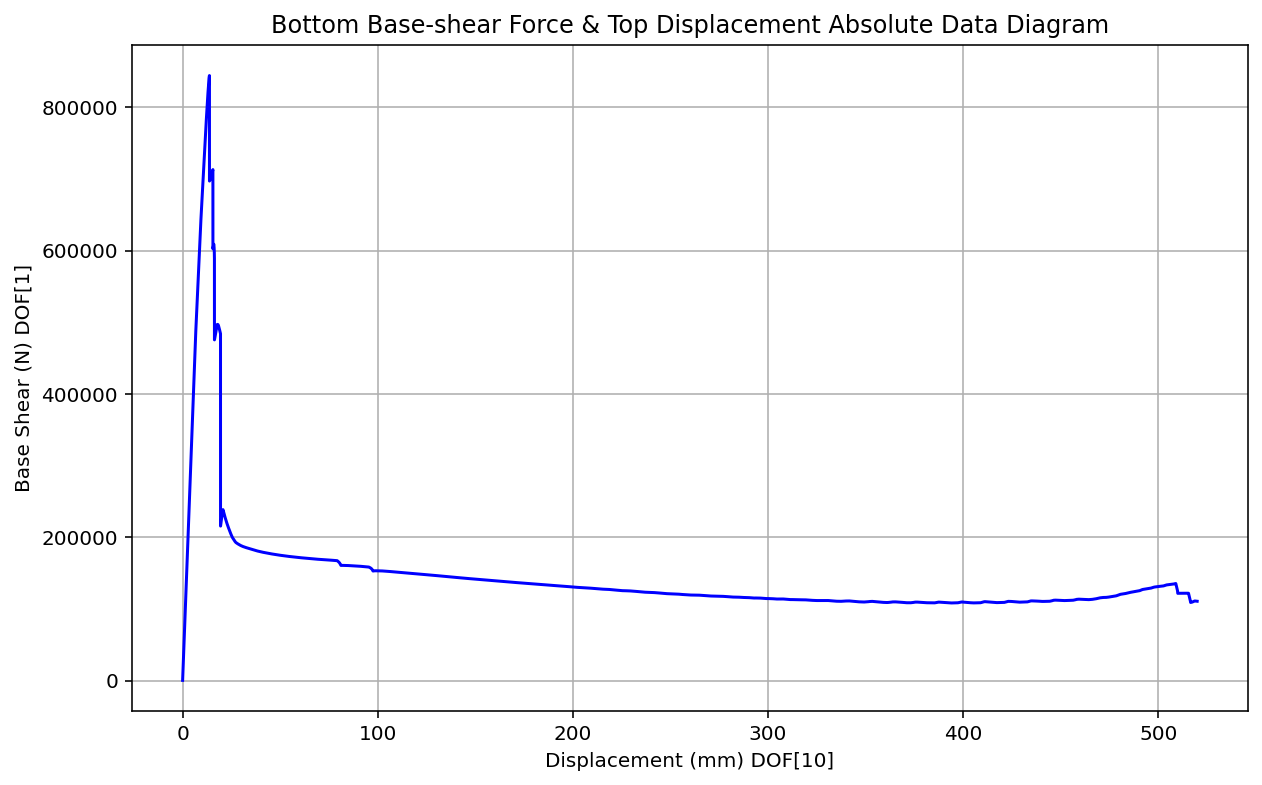 Bottom Base-shear Force & Top Displacement Absolute Data Diagram
Base Shear (N) DOF[1]
800000
600000
400000
200000
0
0 100 200 300 400 500
Displacement (mm) DOF[10]